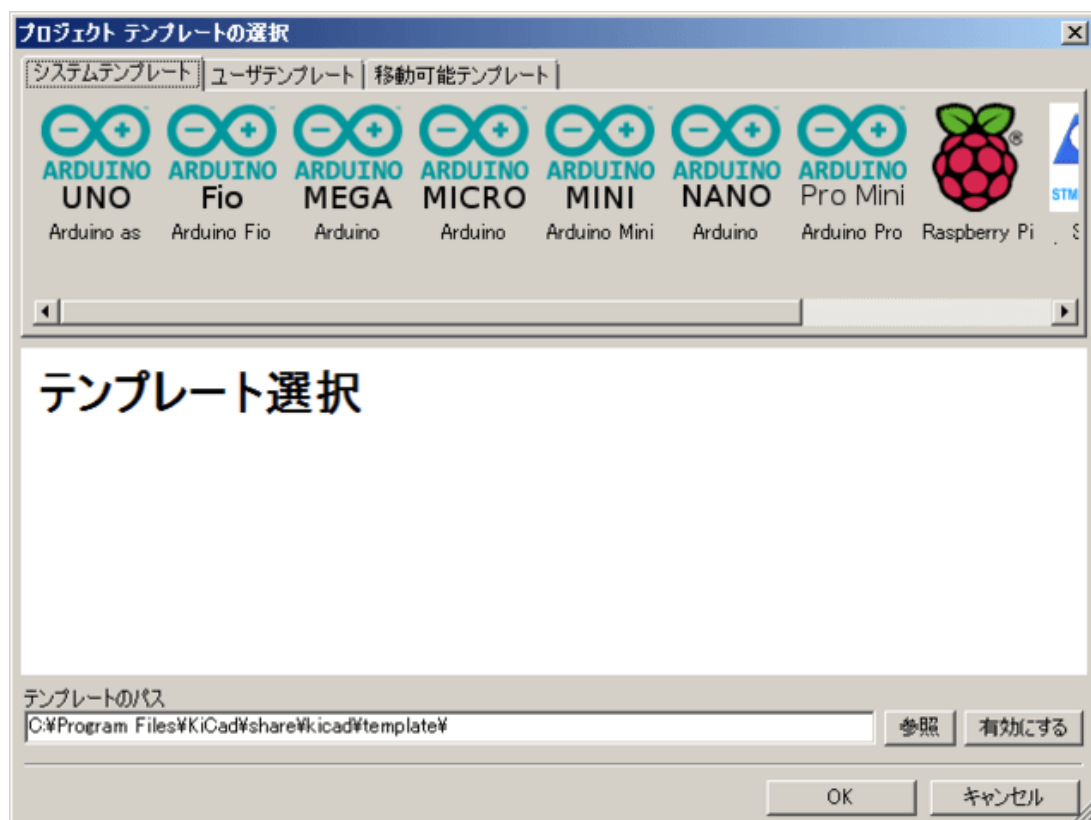 プロジェクト テンプレートの選択
システムテンプレート ユーザテンプレート 移動可能テンプレート
ARDUINO ARDUINO ARDUINO ARDUINO ARDUINO ARDUINO ARDUINO
UNO Fio MEGA MICRO MINI NANO Pro Mini STM
Arduino as Arduino Fio Arduino Arduino Arduino Mini Arduino Arduino Pro Raspberry Pi
テンプレート選択
テンプレートのパス
C:¥Program Files¥KiCad¥share¥kicad¥template¥ 参照 有効にする
OK キャンセル